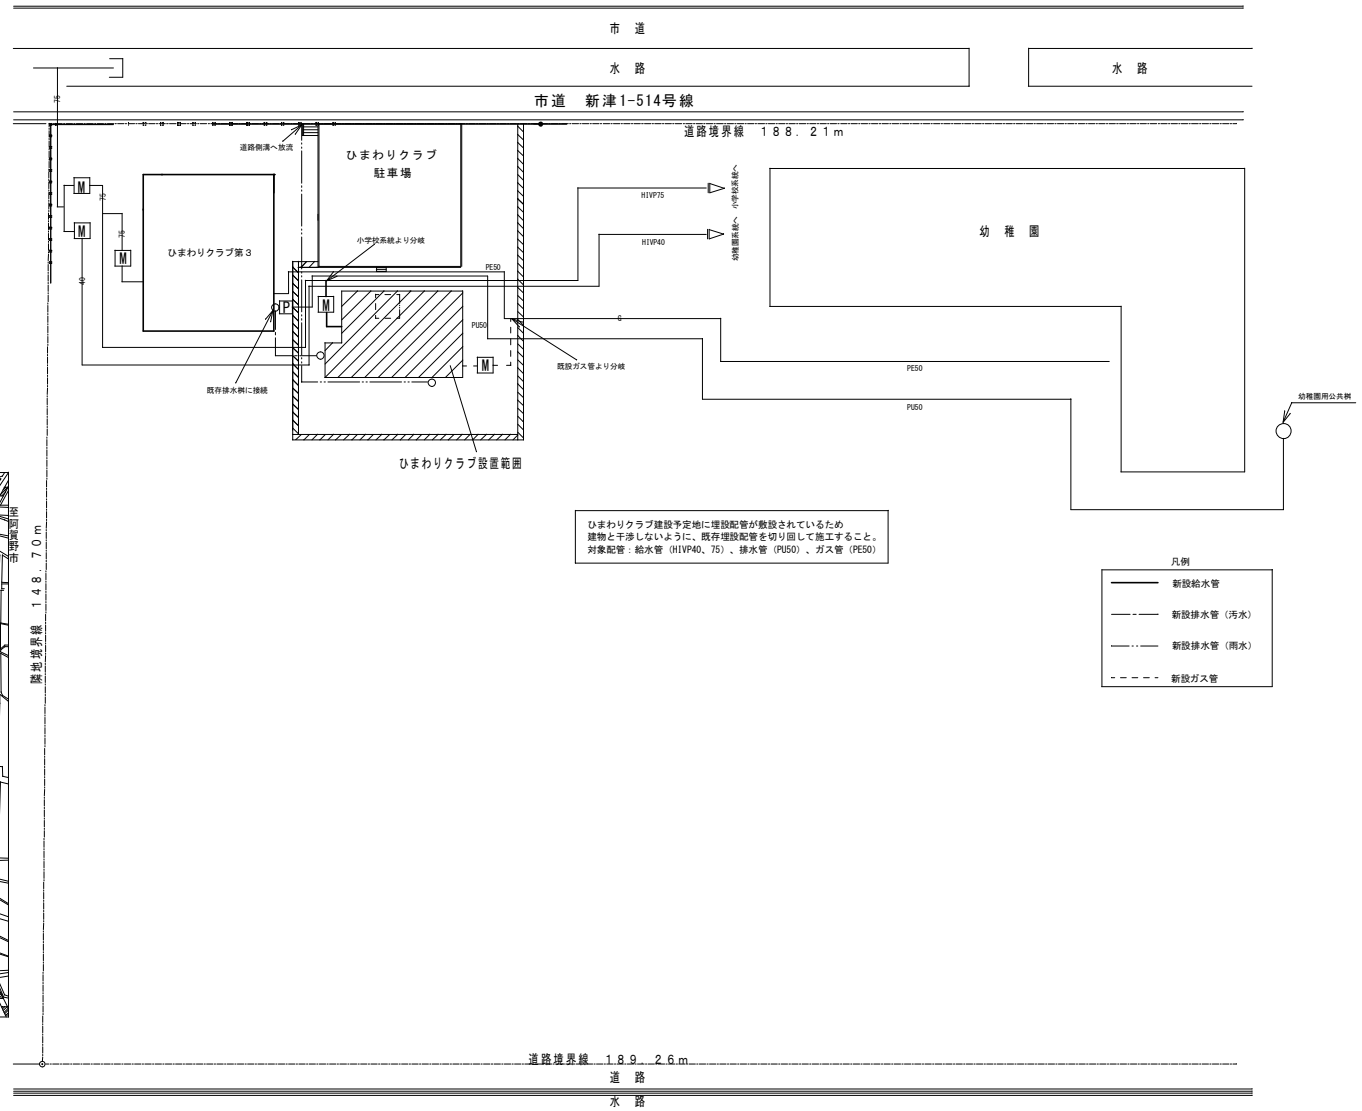 市 道
水 路
水 路
市道 新津1-514号線
道路境界線 188.21m
75
道路側溝へ放流
ひまわりクラブ
駐車場
小学校系統へ
HIVP75
幼稚園系統へ
HIVP40
幼 稚 園
M
75
M
75
M
40
ひまわりクラブ第3
小学校系統より分岐
PE50
P
M
PU50
G
M
既設ガス管より分岐
PE50
PU50
既存排水桝に接続
幼稚園用公共桝
ひまわりクラブ設置範囲
至阿賀野市
隣地境界線 148.70m
ひまわりクラブ建設予定地に埋設配管が敷設されているため
建物と干渉しないように、既存埋設配管を切り回して施工すること。
対象配管:給水管(HIVP40、75)、排水管(PU50)、ガス管(PE50)
凡例
新設給水管
新設排水管(汚水)
新設排水管(雨水)
新設ガス管
道路境界線 189.26m
道 路
水 路